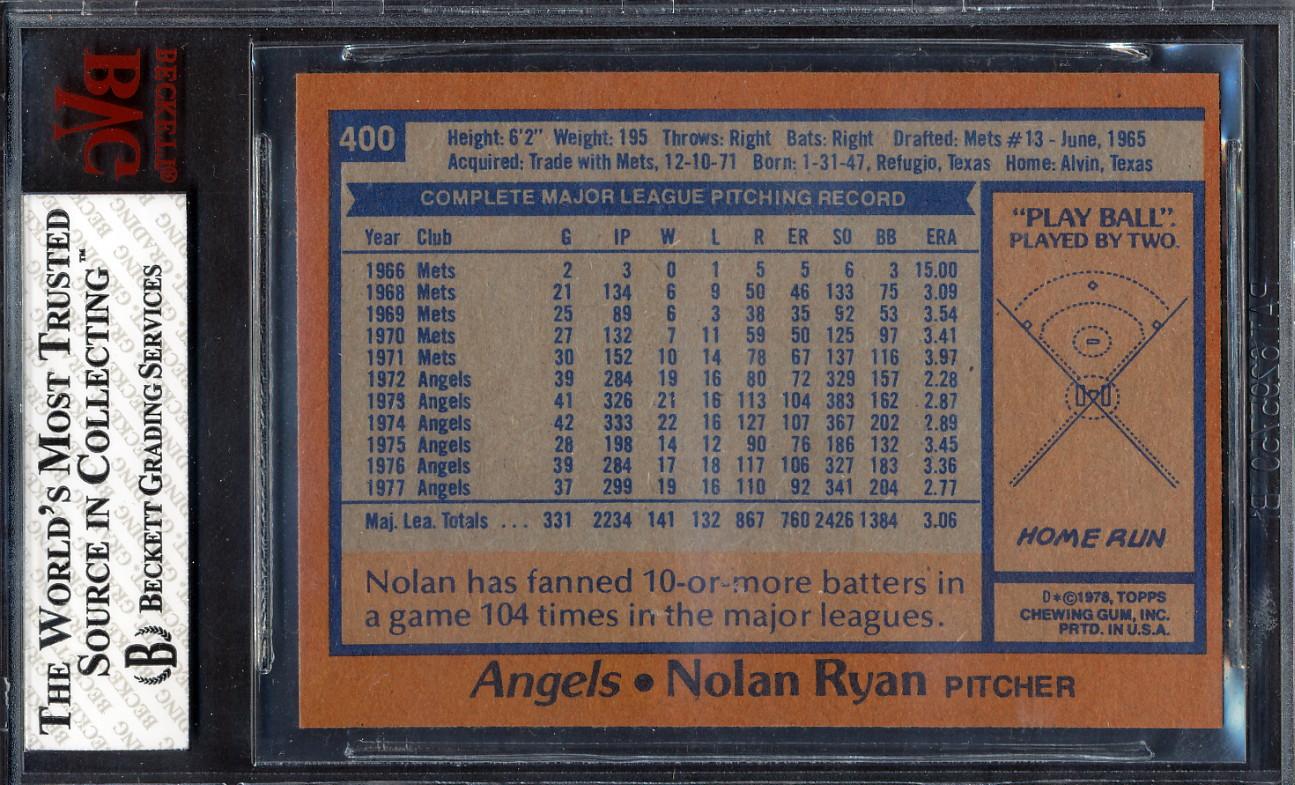 BVG
BECKETT®
THE WORLD'S MOST TRUSTED
SOURCE IN COLLECTING™
BECKETT GRADING SERVICES
B
400
Height: 6'2" Weight: 195 Throws: Right Bats: Right Drafted: Mets #13 - June, 1965
Acquired: Trade with Mets, 12-10-71 Born: 1-31-47, Refugio, Texas Home: Alvin, Texas
COMPLETE MAJOR LEAGUE PITCHING RECORD
Year Club G IP W L R ER SO BB ERA
1966 Mets 2 3 0 1 5 5 6 3 15.00
1968 Mets 21 134 6 9 50 46 133 75 3.09
1969 Mets 25 89 6 3 38 35 92 53 3.54
1970 Mets 27 132 7 11 59 50 125 97 3.41
1971 Mets 30 152 10 14 78 67 137 116 3.97
1972 Angels 39 284 19 16 80 72 329 157 2.28
1973 Angels 41 326 21 16 113 104 383 162 2.87
1974 Angels 42 333 22 16 127 107 367 202 2.89
1975 Angels 28 198 14 12 90 76 186 132 3.45
1976 Angels 39 284 17 18 117 106 327 183 3.36
1977 Angels 37 299 19 16 110 92 341 204 2.77
Maj. Lea. Totals ... 331 2234 141 132 867 760 2426 1384 3.06
Nolan has fanned 10-or-more batters in
a game 104 times in the major leagues.
"PLAY BALL".
PLAYED BY TWO.
HOME RUN
D*©1978, TOPPS
CHEWING GUM, INC.
PRTD. IN U.S.A.
Angels • Nolan Ryan PITCHER